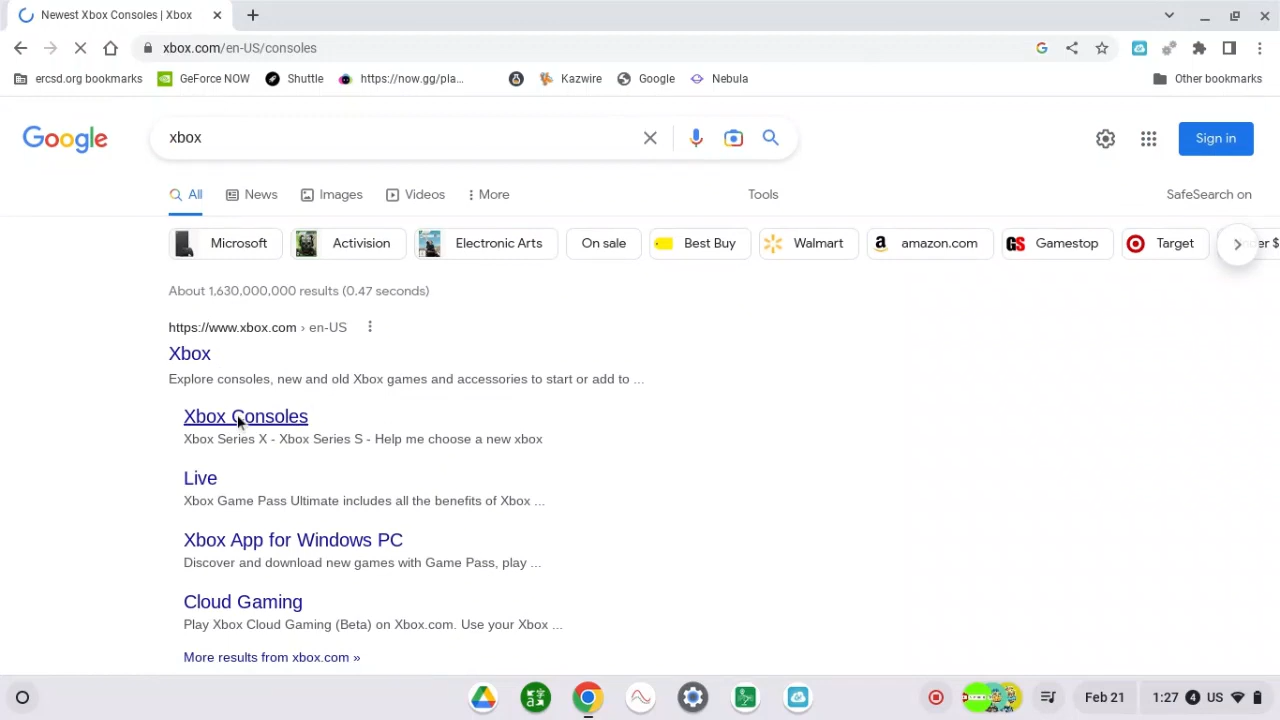 Newest Xbox Consoles | Xbox
xbox.com/en-US/consoles
ercsd.org bookmarks GeForce NOW Shuttle https://now.gg/pla... Kazwire Google Nebula Other bookmarks
Google xbox Sign in
All News Images Videos More Tools SafeSearch on
Microsoft Activision Electronic Arts On sale Best Buy Walmart amazon.com Gamestop Target
About 1,630,000,000 results (0.47 seconds)
https://www.xbox.com › en-US
Xbox
Explore consoles, new and old Xbox games and accessories to start or add to ...
Xbox Consoles
Xbox Series X - Xbox Series S - Help me choose a new xbox
Live
Xbox Game Pass Ultimate includes all the benefits of Xbox ...
Xbox App for Windows PC
Discover and download new games with Game Pass, play ...
Cloud Gaming
Play Xbox Cloud Gaming (Beta) on Xbox.com. Use your Xbox ...
More results from xbox.com »
Feb 21 1:27 4 US